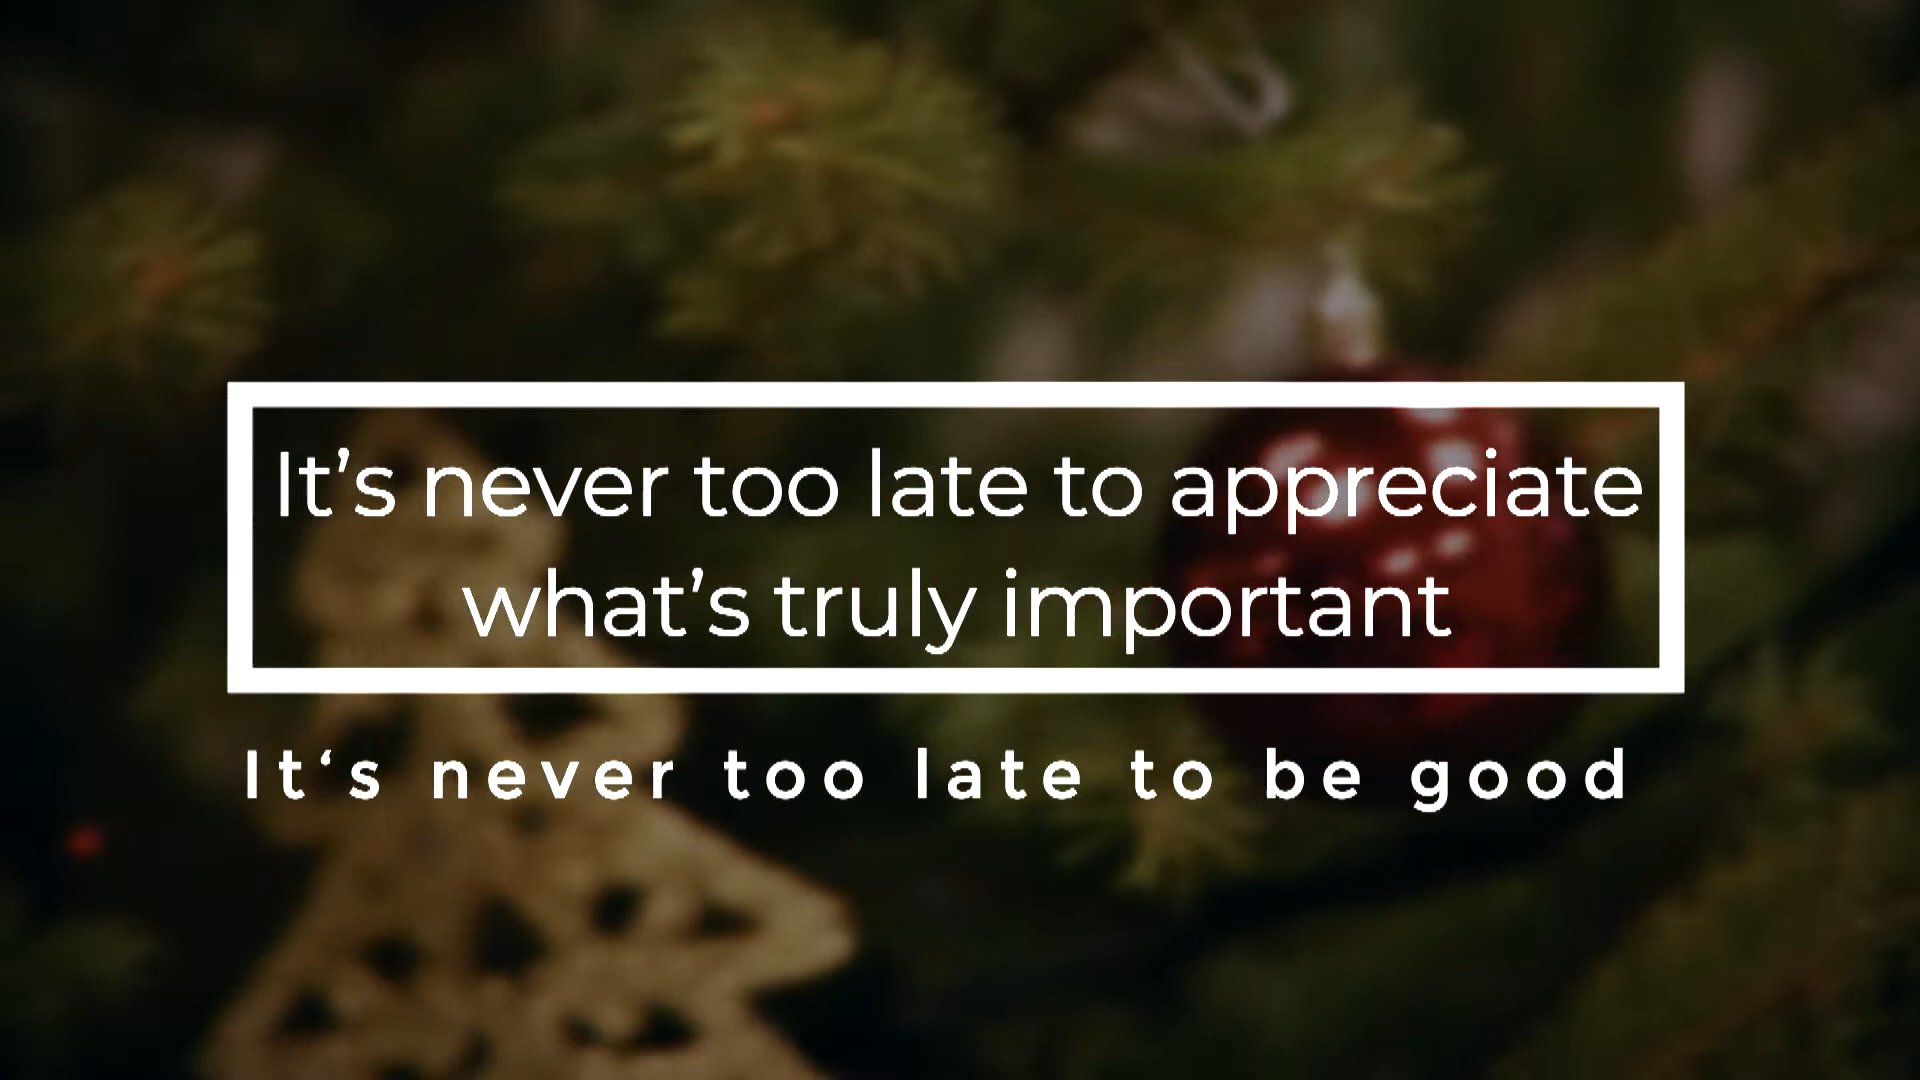 It’s never too late to appreciate
what’s truly important
It‘s never too late to be good